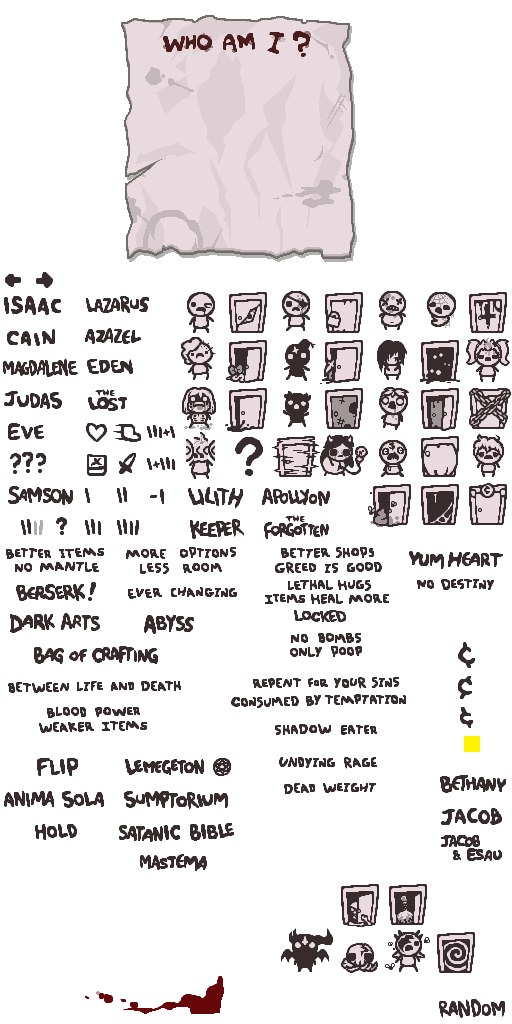 WHO AM I?
ISAAC LAZARUS
CAIN AZAZEL
MAGDALENE EDEN
JUDAS THE LOST
EVE
??? ?
SAMSON LILITH APOLLYON
? KEEPER THE FORGOTTEN
BETTER ITEMS
NO MANTLE
MORE OPTIONS
LESS ROOM
BETTER SHOPS
GREED IS GOOD
YUM HEART
BERSERK!
EVER CHANGING
LETHAL HUGS
ITEMS HEAL MORE
NO DESTINY
LOCKED
DARK ARTS
ABYSS
NO BOMBS
ONLY POOP
BAG OF CRAFTING
¢
BETWEEN LIFE AND DEATH
REPENT FOR YOUR SINS
CONSUMED BY TEMPTATION
¢
BLOOD POWER
WEAKER ITEMS
SHADOW EATER
¢
FLIP
LEMEGETON
UNDYING RAGE
ANIMA SOLA
SUMPTORIUM
DEAD WEIGHT
BETHANY
HOLD
SATANIC BIBLE
JACOB
MASTEMA
JACOB
& ESAU
RANDOM